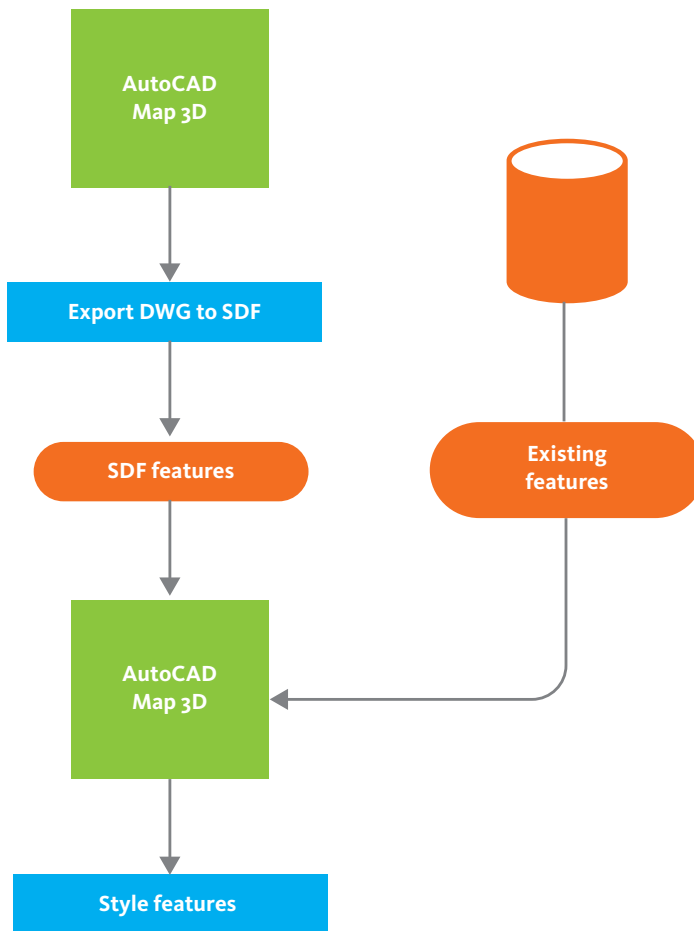 AutoCAD
Map 3D
Export DWG to SDF
SDF features
Existing
features
AutoCAD
Map 3D
Style features